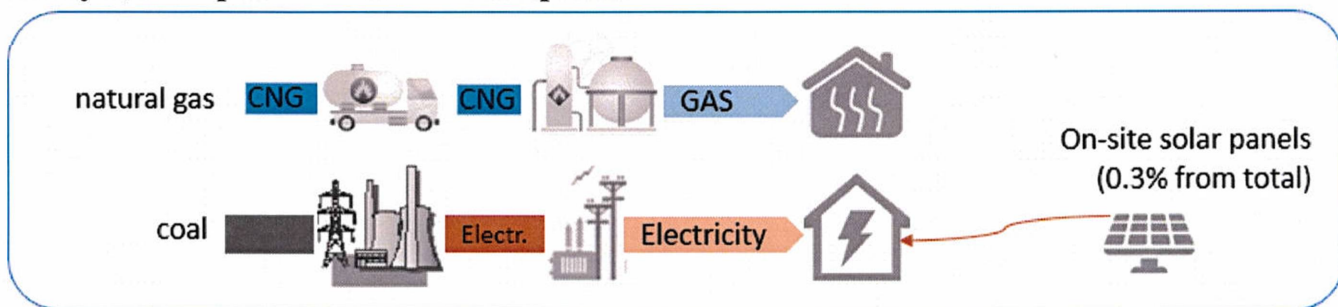 natural gas CNG CNG GAS
On-site solar panels
(0.3% from total)
coal Electr. Electricity